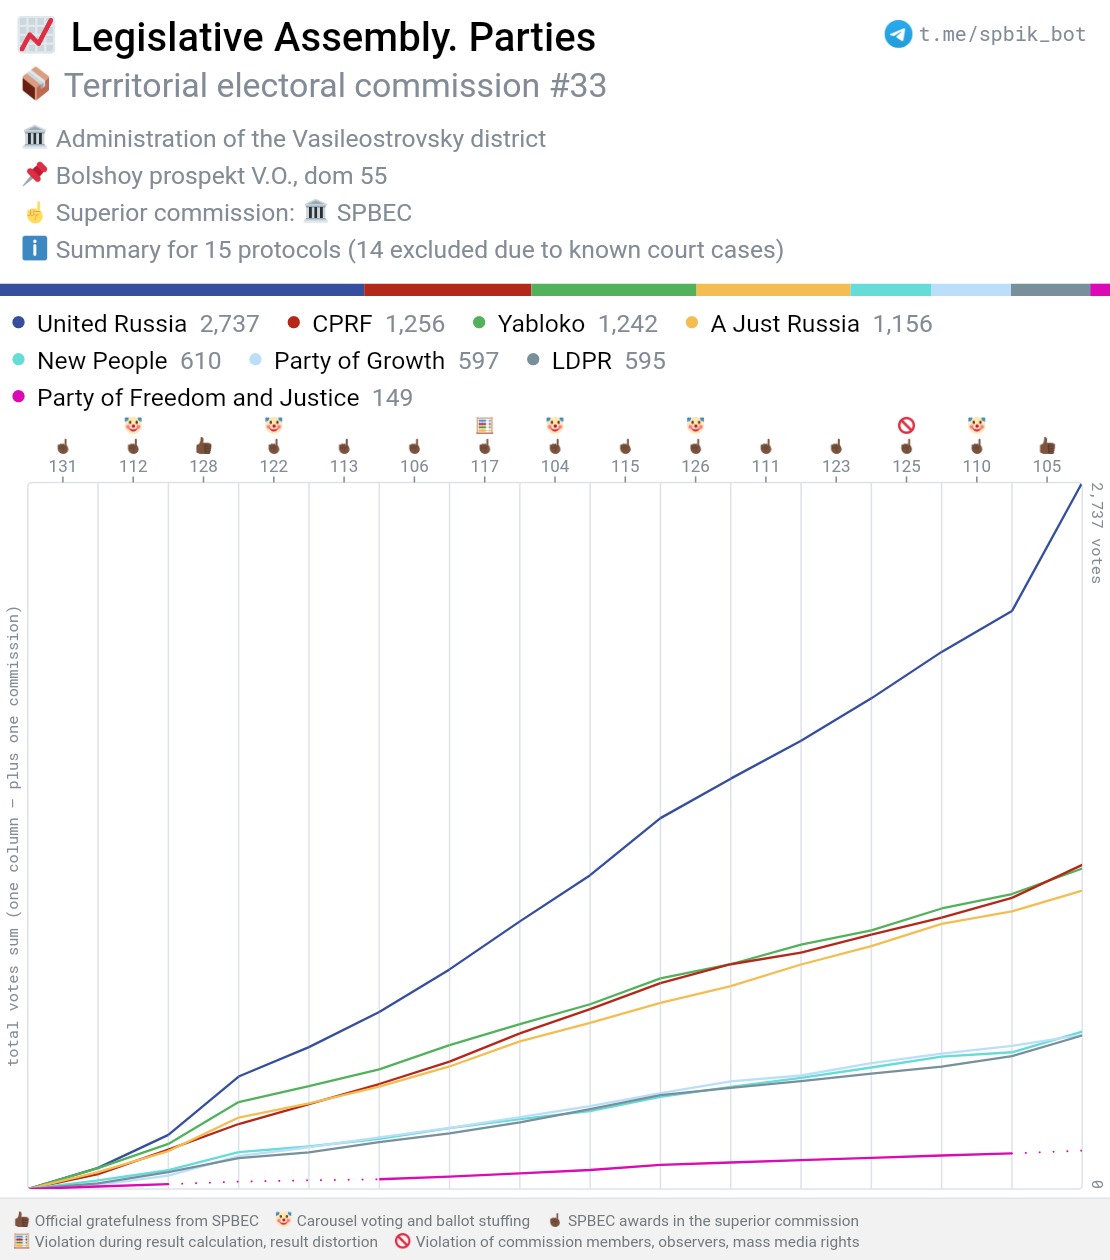 Legislative Assembly. Parties
t.me/spbik_bot
Territorial electoral commission #33
Administration of the Vasileostrovsky district
Bolshoy prospekt V.O., dom 55
Superior commission: SPBEC
Summary for 15 protocols (14 excluded due to known court cases)
United Russia 2,737 CPRF 1,256 Yabloko 1,242 A Just Russia 1,156
New People 610 Party of Growth 597 LDPR 595
Party of Freedom and Justice 149
131 112 128 122 113 106 117 104 115 126 111 123 125 110 105
2,737 votes
total votes sum (one column – plus one commission)
0
Official gratefulness from SPBEC Carousel voting and ballot stuffing SPBEC awards in the superior commission
Violation during result calculation, result distortion Violation of commission members, observers, mass media rights